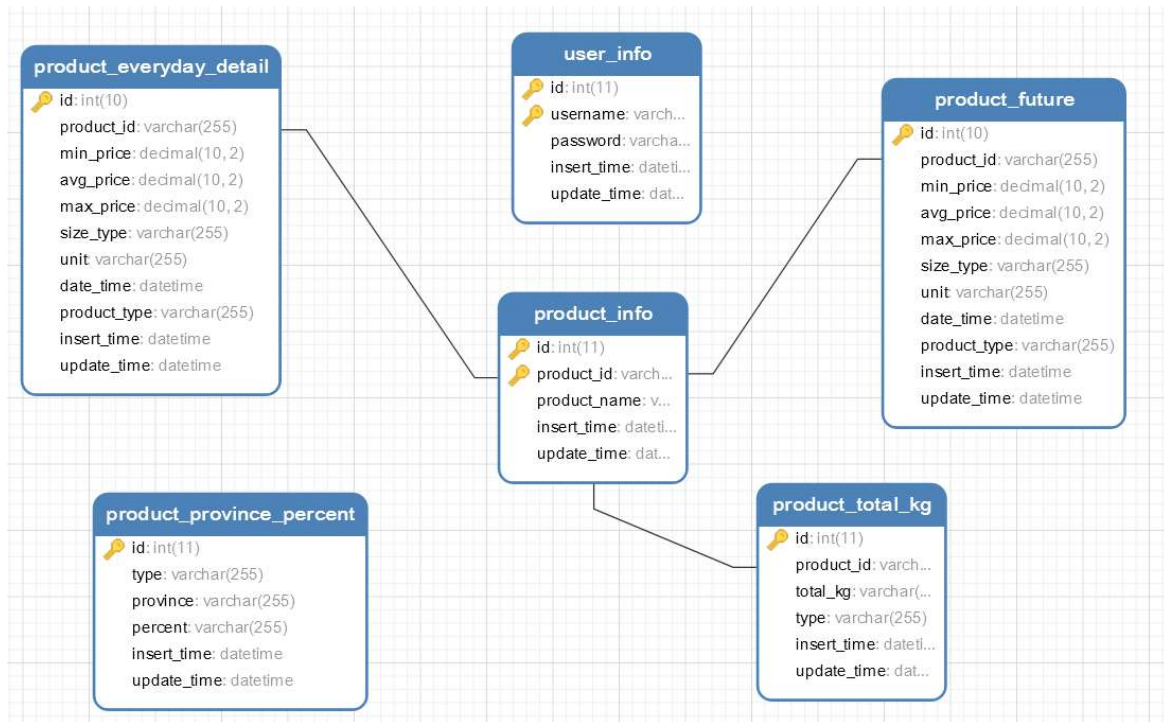 product_everyday_detail
id: int(10)
product_id: varchar(255)
min_price: decimal(10, 2)
avg_price: decimal(10, 2)
max_price: decimal(10, 2)
size_type: varchar(255)
unit: varchar(255)
date_time: datetime
product_type: varchar(255)
insert_time: datetime
update_time: datetime
user_info
id: int(11)
username: varch...
password: varcha...
insert_time: dateti...
update_time: dat...
product_future
id: int(10)
product_id: varchar(255)
min_price: decimal(10, 2)
avg_price: decimal(10, 2)
max_price: decimal(10, 2)
size_type: varchar(255)
unit: varchar(255)
date_time: datetime
product_type: varchar(255)
insert_time: datetime
update_time: datetime
product_info
id: int(11)
product_id: varch...
product_name: v...
insert_time: dateti...
update_time: dat...
product_province_percent
id: int(11)
type: varchar(255)
province: varchar(255)
percent: varchar(255)
insert_time: datetime
update_time: datetime
product_total_kg
id: int(11)
product_id: varch...
total_kg: varchar(...
type: varchar(255)
insert_time: dateti...
update_time: dat...